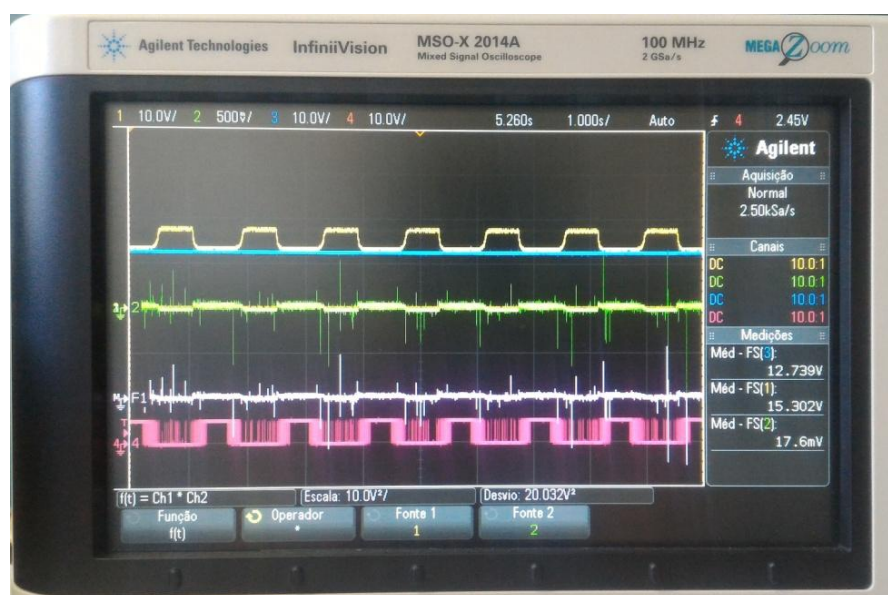 Agilent Technologies InfiniiVision MSO-X 2014A 100 MHz MEGA Zoom
Mixed Signal Oscilloscope 2 GSa/s
1 10.0V/ 2 500V/ 3 10.0V/ 4 10.0V/ 5.260s 1.000s/ Auto 4 2.45V
Agilent
Aquisição
Normal
2.50kSa/s
Canais
DC 10.0:1
DC 10.0:1
DC 10.0:1
DC 10.0:1
Medições
Méd - FS(3):
12.739V
Méd - FS(1):
15.302V
Méd - FS(2):
17.6mV
2
F1
T
4 4
f(t) = Ch1 * Ch2 Escala: 10.0V²/ Desvio: 20.032V²
Função Operador Fonte 1 Fonte 2
f(t) * 1 2